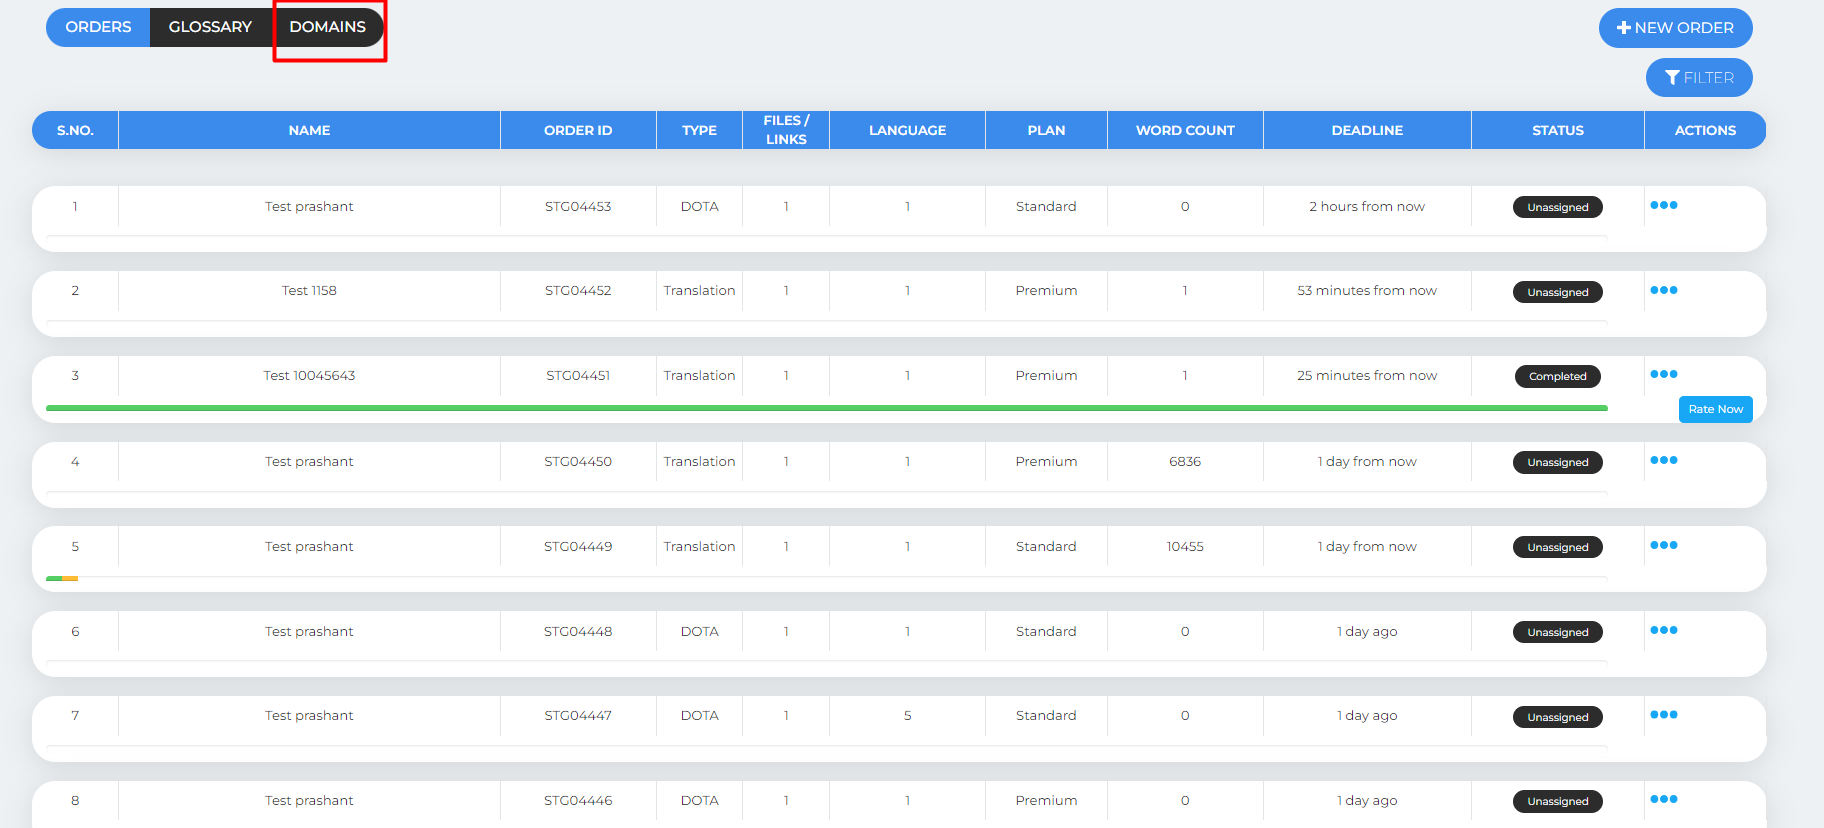 ORDERS GLOSSARY DOMAINS
NEW ORDER
FILTER
S.NO. NAME ORDER ID TYPE FILES / LINKS LANGUAGE PLAN WORD COUNT DEADLINE STATUS ACTIONS
1 Test prashant STG04453 DOTA 1 1 Standard 0 2 hours from now Unassigned
2 Test 1158 STG04452 Translation 1 1 Premium 1 53 minutes from now Unassigned
3 Test 10045643 STG04451 Translation 1 1 Premium 1 25 minutes from now Completed
Rate Now
4 Test prashant STG04450 Translation 1 1 Premium 6836 1 day from now Unassigned
5 Test prashant STG04449 Translation 1 1 Standard 10455 1 day from now Unassigned
6 Test prashant STG04448 DOTA 1 1 Standard 0 1 day ago Unassigned
7 Test prashant STG04447 DOTA 1 5 Standard 0 1 day ago Unassigned
8 Test prashant STG04446 DOTA 1 1 Premium 0 1 day ago Unassigned